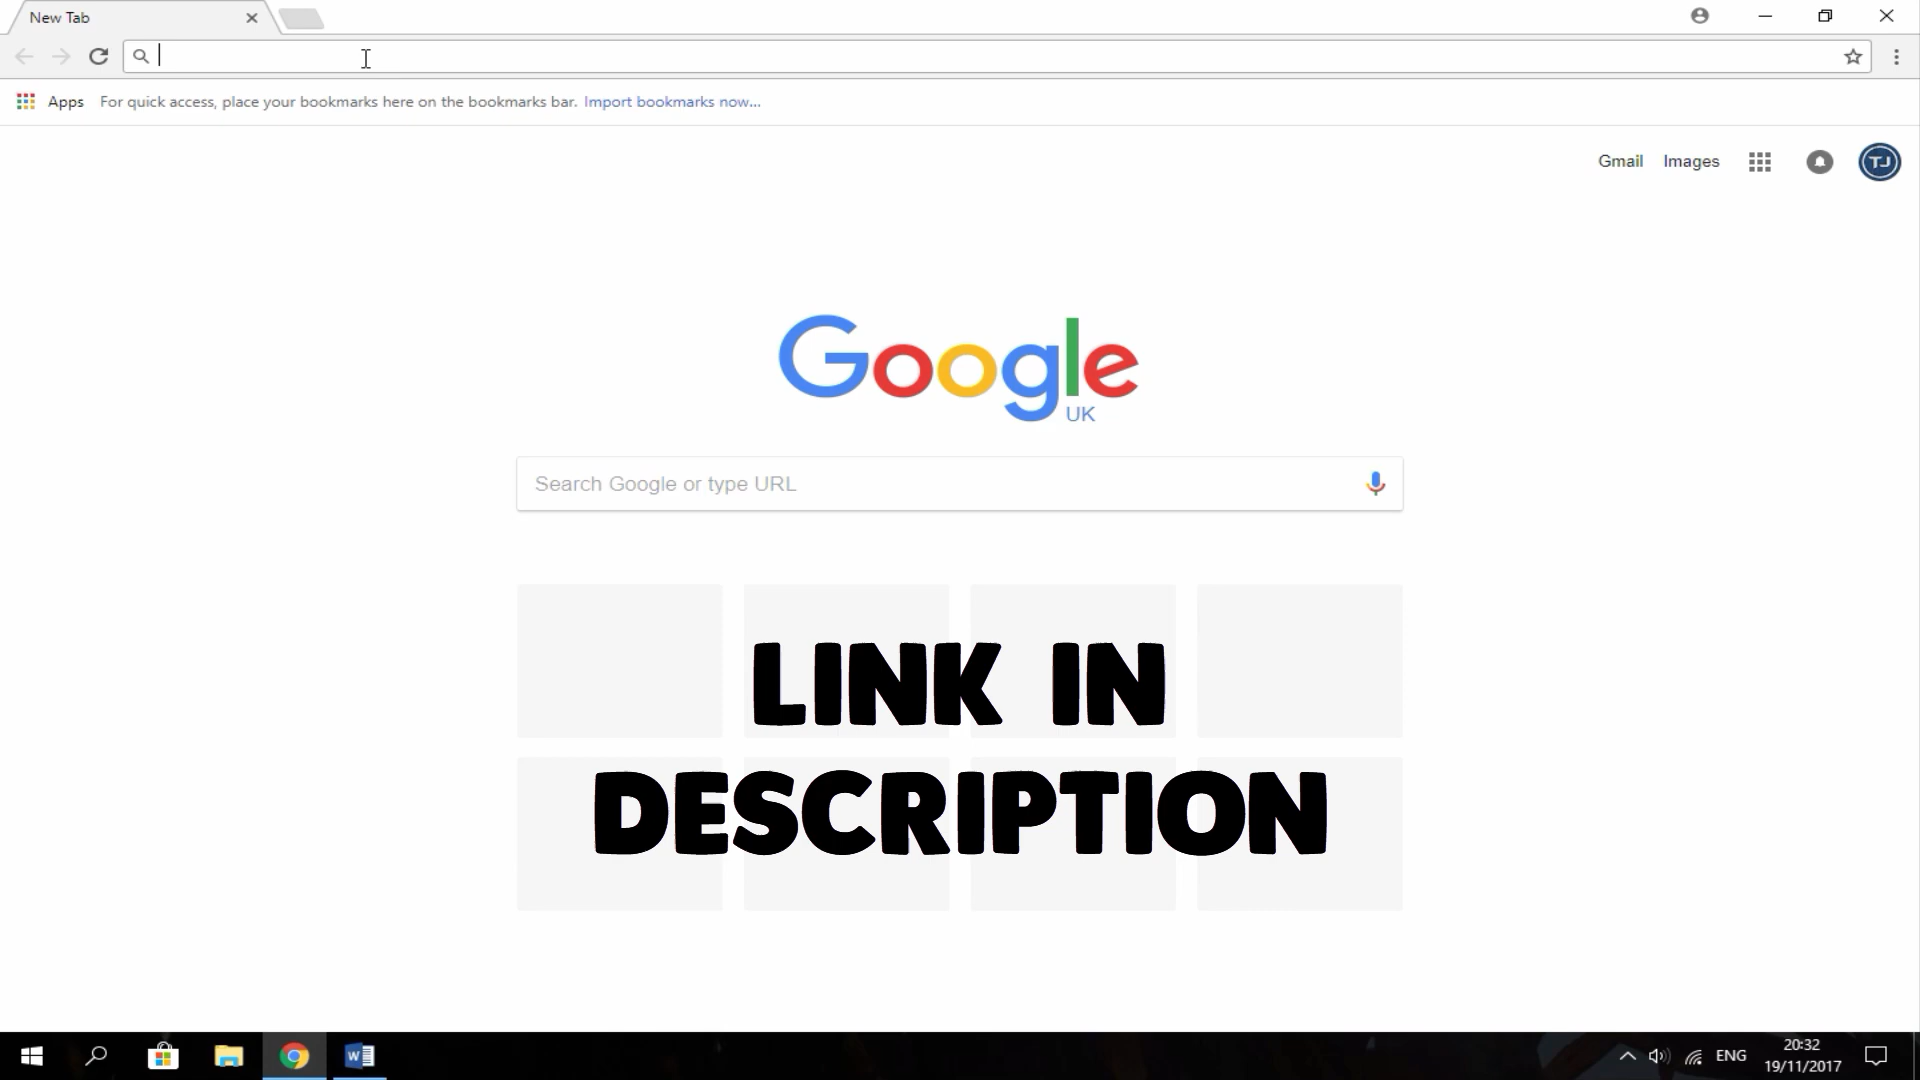 New Tab
Apps For quick access, place your bookmarks here on the bookmarks bar. Import bookmarks now...
Gmail Images TJ
Google
UK
Search Google or type URL
LINK IN
DESCRIPTION
ENG
20:32
19/11/2017